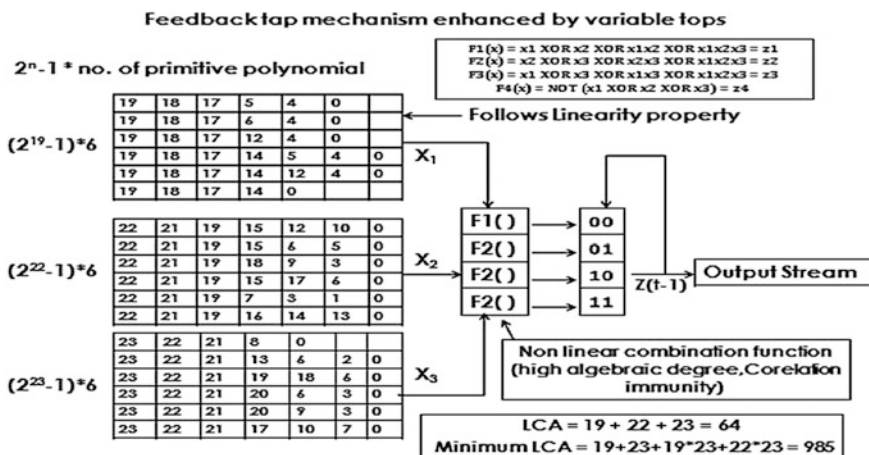 Feedback tap mechanism enhanced by variable tops
F1(x) = x1 XOR x2 XOR x1x2 XOR x1x2x3 = z1
F2(x) = x2 XOR x3 XOR x1x3 XOR x1x2x3 = z2
F3(x) = x1 XOR x3 XOR x1x3 XOR x1x2x3 = z3
F4(x) = NOT (x1 XOR x2 XOR x3) = z4
2ⁿ-1 * no. of primitive polynomial
19 18 17 5 4 0
19 18 17 6 4 0
19 18 17 12 4 0
19 18 17 14 5 4 0
19 18 17 14 12 4 0
19 18 17 14 0
Follows Linearity property
(2¹⁹-1)*6
X₁
22 21 19 15 12 10 0
22 21 19 15 6 5 0
22 21 19 18 9 3 0
22 21 19 15 17 6 0
22 21 19 7 3 1 0
22 21 19 16 14 13 0
(2²²-1)*6
X₂
F1() 00
F2() 01
F2() 10
F2() 11
Z(t-1)
Output Stream
23 22 21 8 0
23 22 21 13 6 2 0
23 22 21 19 18 6 0
23 22 21 20 6 3 0
23 22 21 20 9 3 0
23 22 21 17 10 7 0
(2²³-1)*6
X₃
Non linear combination function
(high algebraic degree,Corelation
immunity)
LCA = 19 + 22 + 23 = 64
Minimum LCA = 19+23+19*23+22*23 = 985